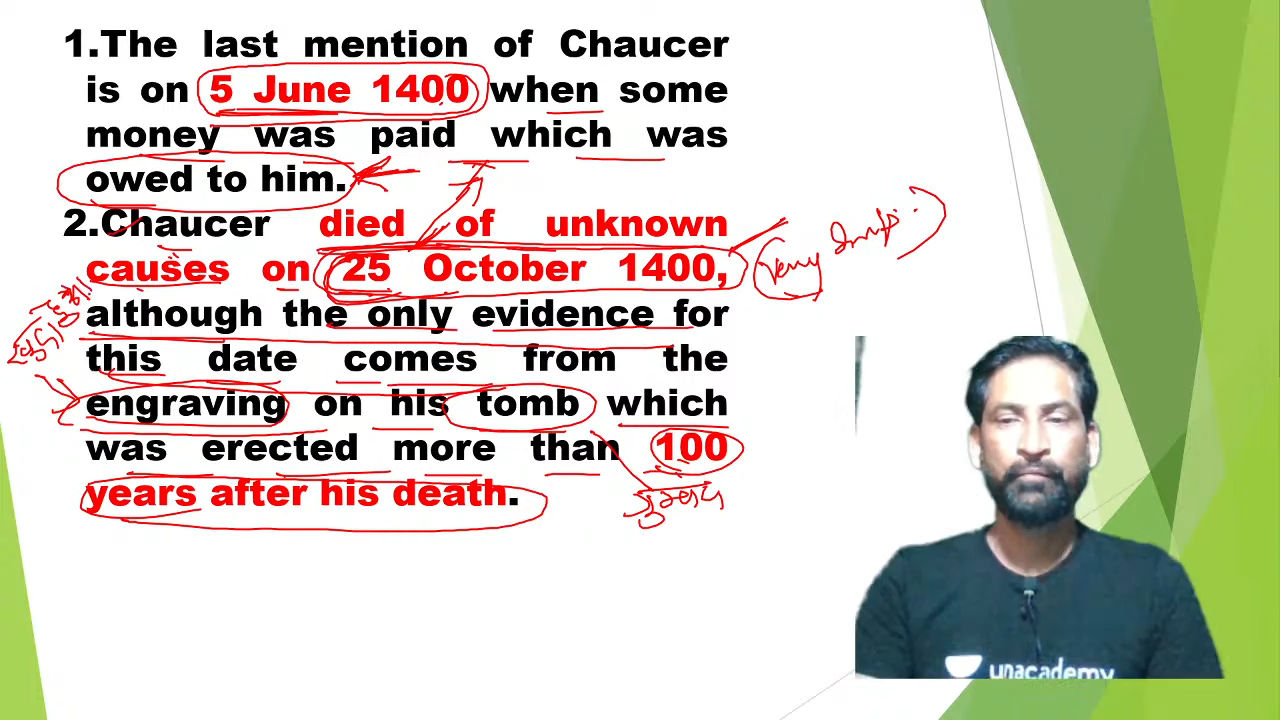 1.The last mention of Chaucer
is on 5 June 1400 when some
money was paid which was
owed to him.
2.Chaucer died of unknown
causes on 25 October 1400,
although the only evidence for
this date comes from the
engraving on his tomb which
was erected more than 100
years after his death.
Very
unacademy